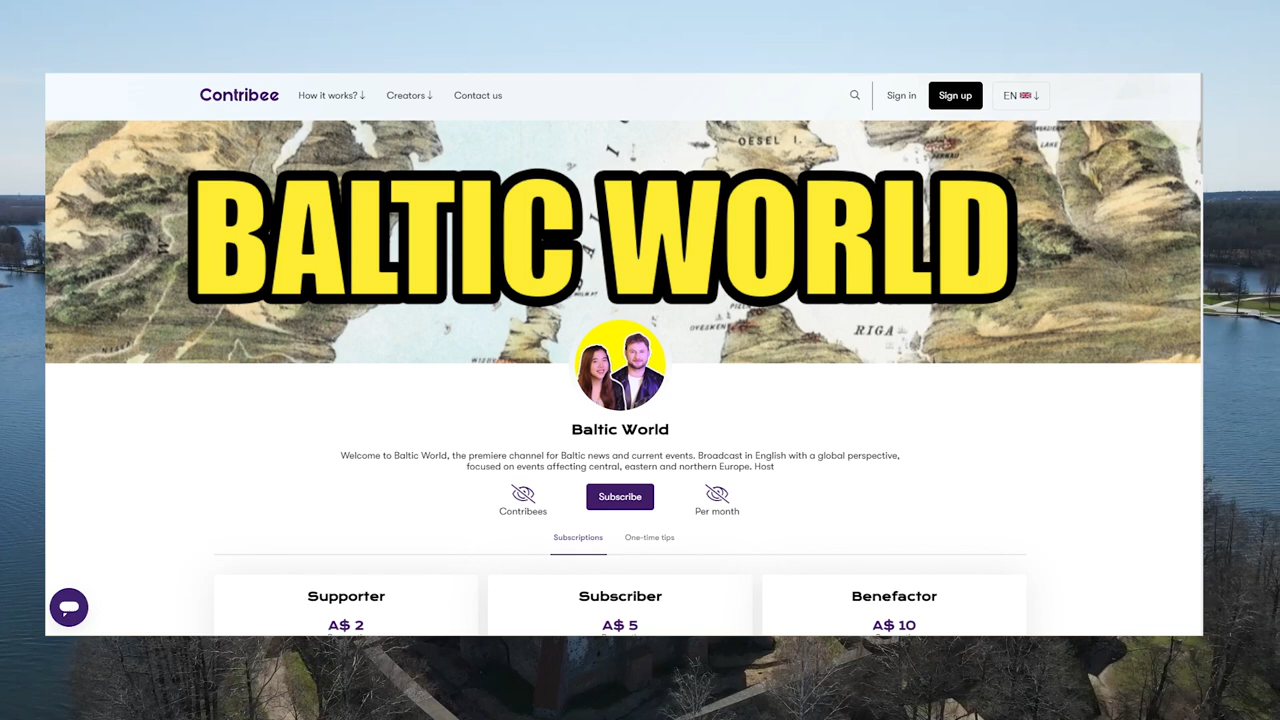 Contribee How it works? ↓ Creators ↓ Contact us Sign in Sign up EN ↓
OESEL I.
LAKE
BALTIC WORLD
RIGA
Baltic World
Welcome to Baltic World, the premiere channel for Baltic news and current events. Broadcast in English with a global perspective,
focused on events affecting central, eastern and northern Europe. Host
Subscribe
Contribees Per month
Subscriptions One-time tips
Supporter Subscriber Benefactor
A$ 2 A$ 5 A$ 10